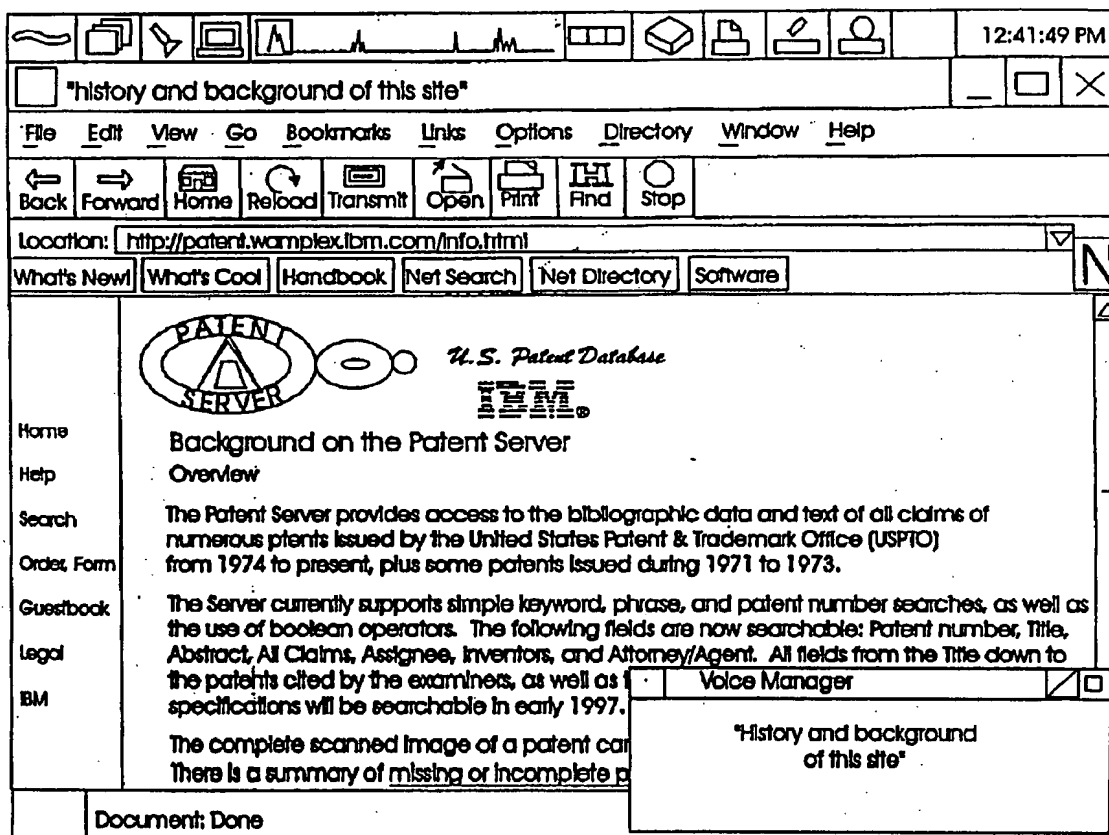 12:41:49 PM
"history and background of this site"
File Edit View Go Bookmarks Links Options Directory Window Help
Back Forward Home Reload Transmit Open Print Find Stop
Location: http://patent.womplex.ibm.com/info.html
What's New! What's Cool Handbook Net Search Net Directory Software
N
PATENT SERVER
U.S. Patent Database
IBM®
Home
Help
Search
Order, Form
Guestbook
Legal
IBM
Background on the Patent Server
Overview
The Patent Server provides access to the bibliographic data and text of all claims of
numerous ptents issued by the United States Patent & Trademark Office (USPTO)
from 1974 to present, plus some patents issued during 1971 to 1973.
The Server currently supports simple keyword, phrase, and patent number searches, as well as
the use of boolean operators. The following fields are now searchable: Patent number, Title,
Abstract, All Claims, Assignee, Inventors, and Attorney/Agent. All fields from the Title down to
the patents cited by the examiners, as well as
specifications will be searchable in early 1997.
The complete scanned image of a patent
There is a summary of missing or incomplete
Voice Manager
"History and background
of this site"
Document: Done